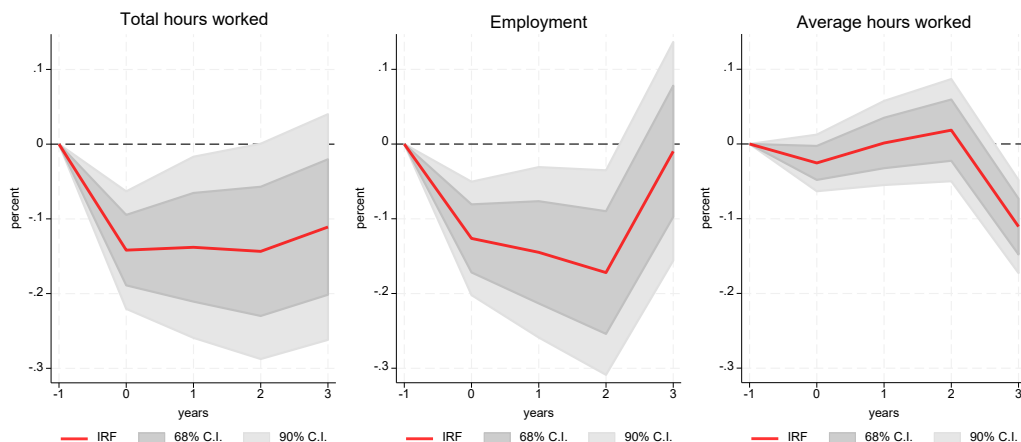 Total hours worked
.1
0
-.1
-.2
-.3
percent
-1 0 1 2 3
years
IRF 68% C.I. 90% C.I.
Employment
.1
0
-.1
-.2
-.3
percent
-1 0 1 2 3
years
IRF 68% C.I. 90% C.I.
Average hours worked
.1
0
-.1
-.2
-.3
percent
-1 0 1 2 3
years
IRF 68% C.I. 90% C.I.